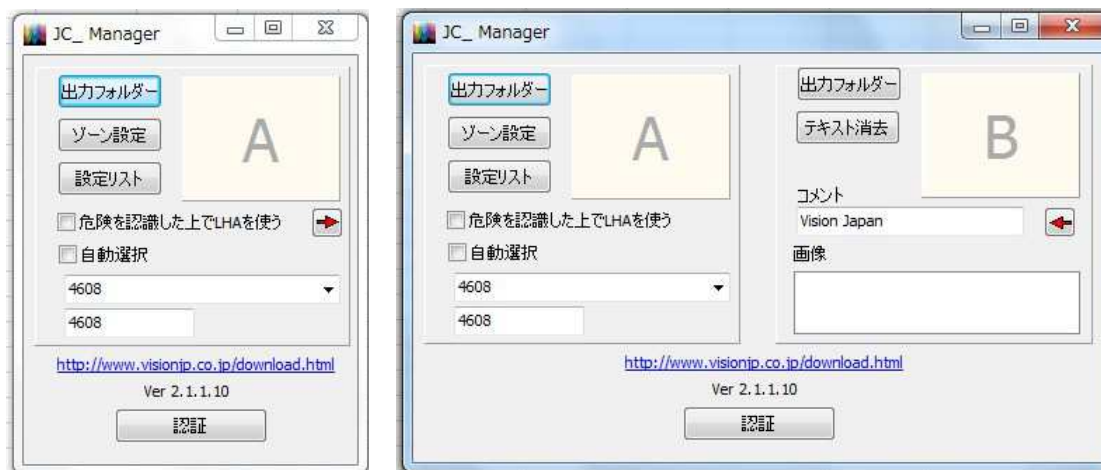 JC_ Manager
出力フォルダー
ゾーン設定
設定リスト
A
危険を認識した上でLHAを使う
自動選択
4608
4608
http://www.visionjp.co.jp/download.html
Ver 2.1.1.10
認証
JC_ Manager
出力フォルダー
ゾーン設定
設定リスト
A
危険を認識した上でLHAを使う
自動選択
4608
4608
出力フォルダー
テキスト消去
B
コメント
Vision Japan
画像
http://www.visionjp.co.jp/download.html
Ver 2.1.1.10
認証